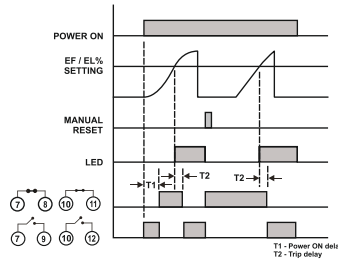 POWER ON
EF / EL%
SETTING
MANUAL
RESET
LED
T1
T2
T2
7 8 10 11
7 9 10 12
T1 - Power ON dela
T2 - Trip delay